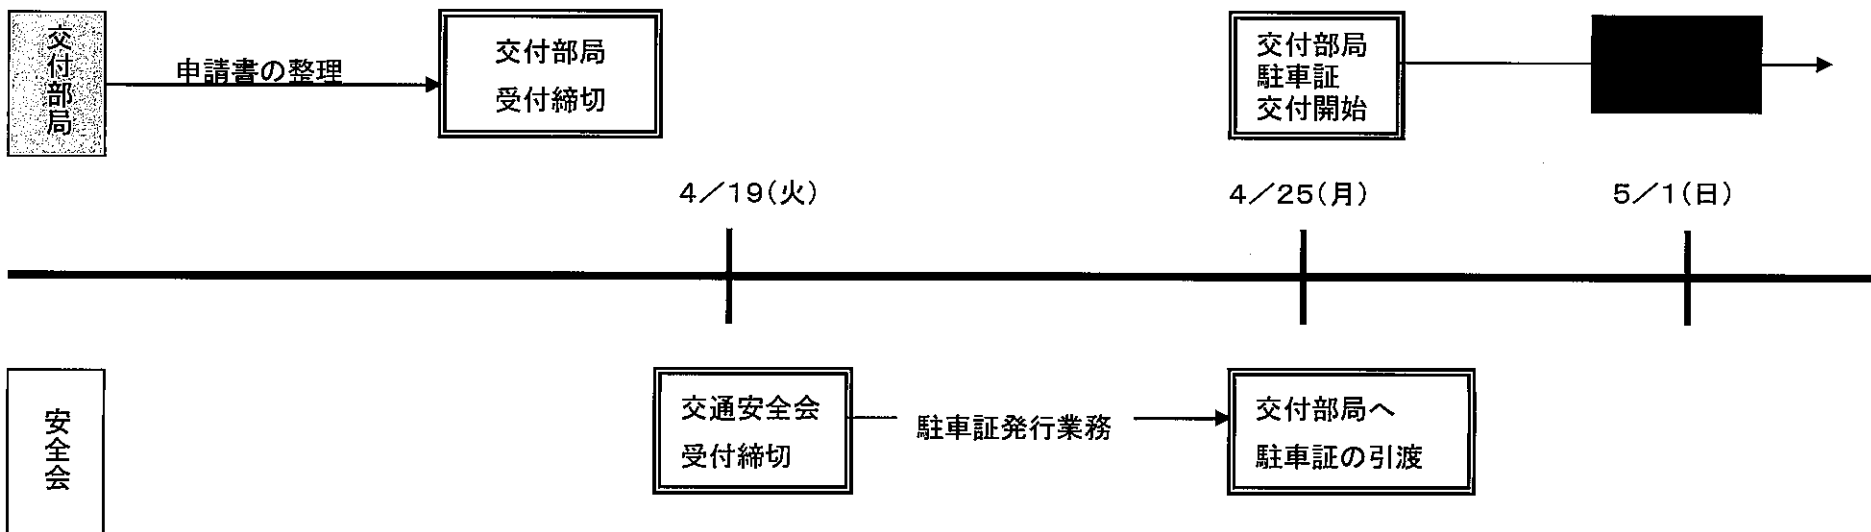 交付部局
申請書の整理
交付部局
受付締切
交付部局
駐車証
交付開始
4/19(火)
4/25(月)
5/1(日)
安全会
交通安全会
受付締切
駐車証発行業務
交付部局へ
駐車証の引渡